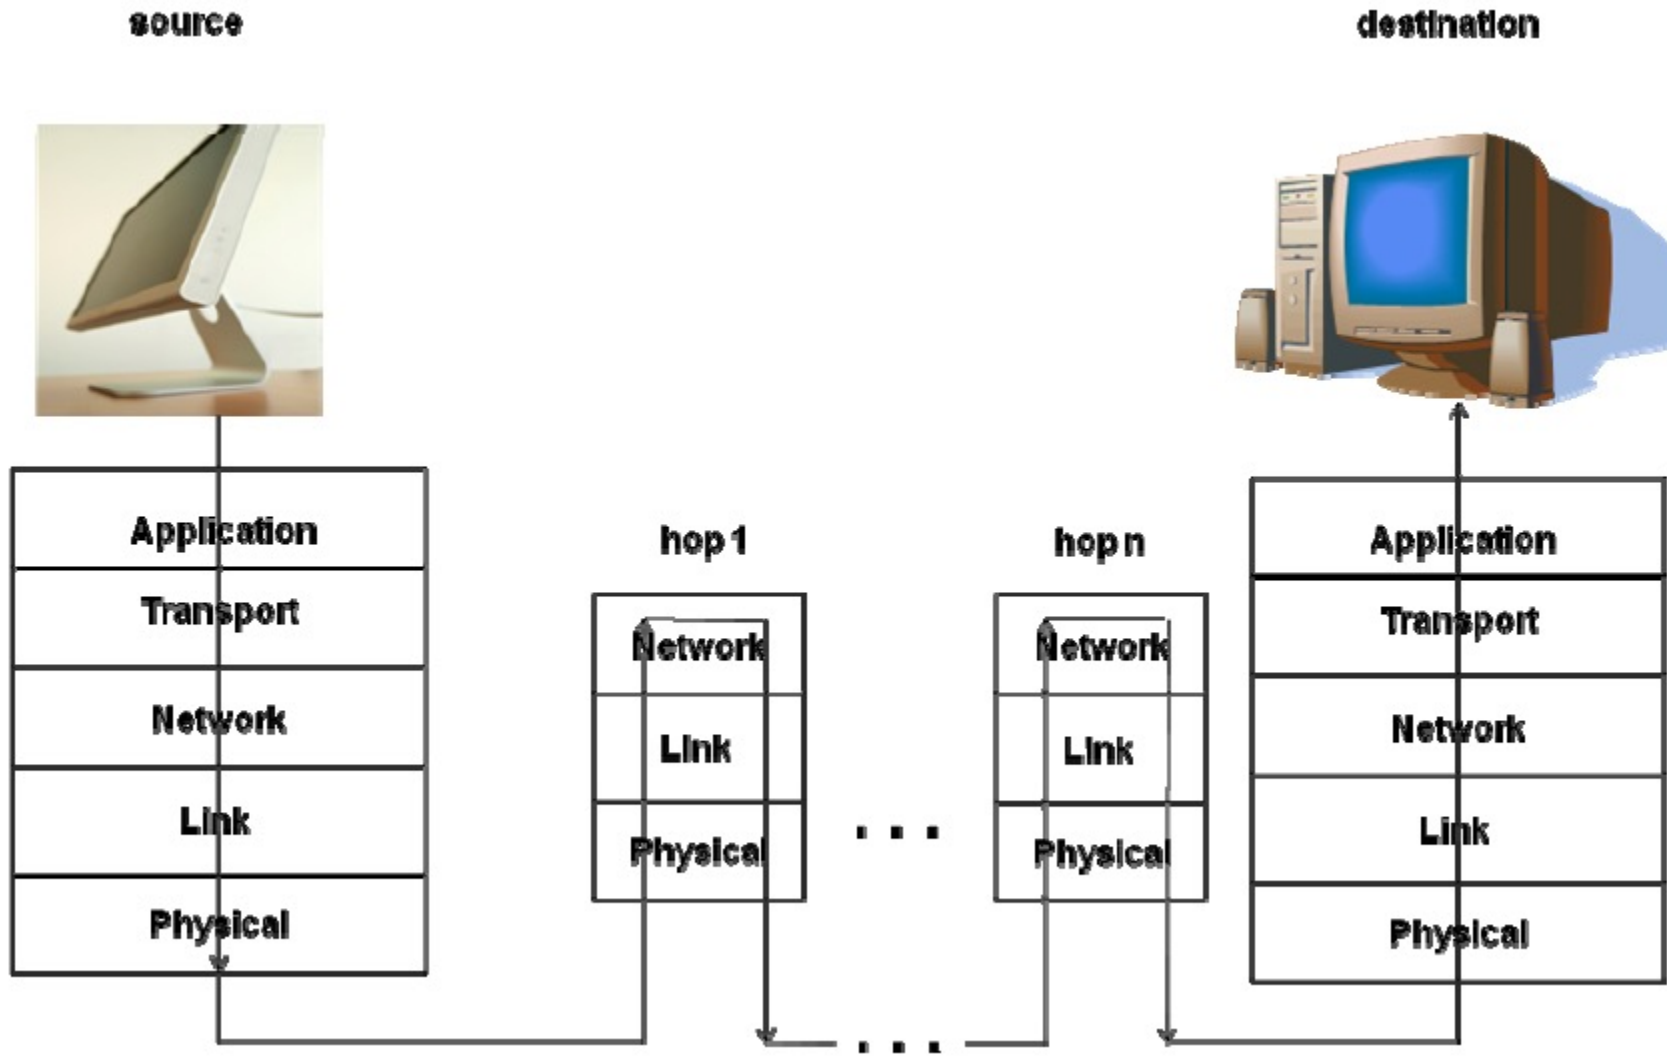 source
destination
Application
Transport
Network
Link
Physical
hop 1
Network
Link
Physical
. . .
. . .
hop n
Network
Link
Physical
Application
Transport
Network
Link
Physical